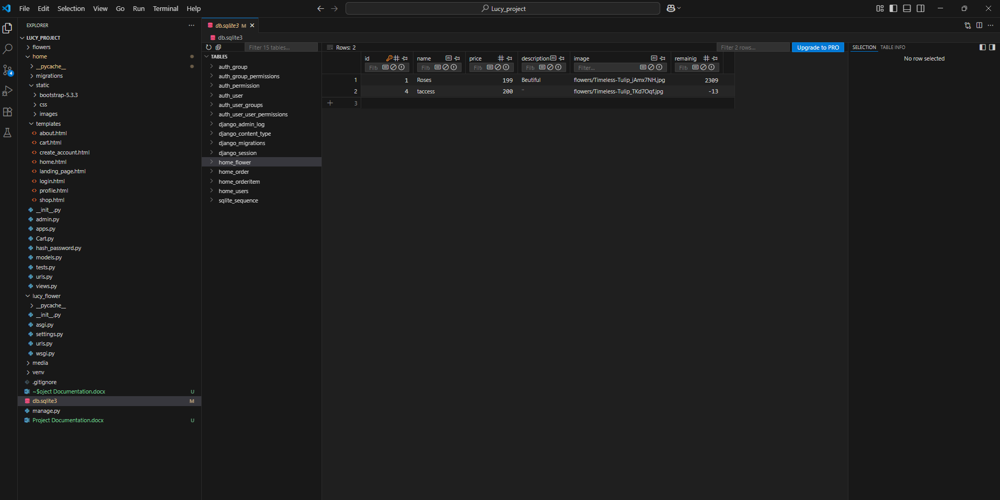 File Edit Selection View Go Run Terminal Help
Lucy_project
EXPLORER
LUCY_PROJECT
flowers
home
__pycache__
migrations
static
bootstrap-5.3.3
css
images
templates
about.html
cart.html
create_account.html
home.html
landing_page.html
login.html
profile.html
shop.html
__init__.py
admin.py
apps.py
Cart.py
hash_password.py
models.py
tests.py
urls.py
views.py
lucy_flower
__pycache__
__init__.py
asgi.py
settings.py
urls.py
wsgi.py
media
venv
.gitignore
~$oject Documentation.docx U
db.sqlite3 M
manage.py
Project Documentation.docx U
4
db.sqlite3 M
db.sqlite3
Filter 15 tables...
TABLES
auth_group
auth_group_permissions
auth_permission
auth_user
auth_user_groups
auth_user_user_permissions
django_admin_log
django_content_type
django_migrations
django_session
home_flower
home_order
home_orderitem
home_users
sqlite_sequence
Rows: 2
Filter 2 rows...
Upgrade to PRO
id name price description image remainig
Filt Filt Filt Filt Filter... Filt
1 1 Roses 199 Beutiful flowers/Timeless-Tulip_jAmx7NH.jpg 2309
2 4 taccess 200 ¨ flowers/Timeless-Tulip_TKd7Oqf.jpg -13
3
SELECTION TABLE INFO
No row selected